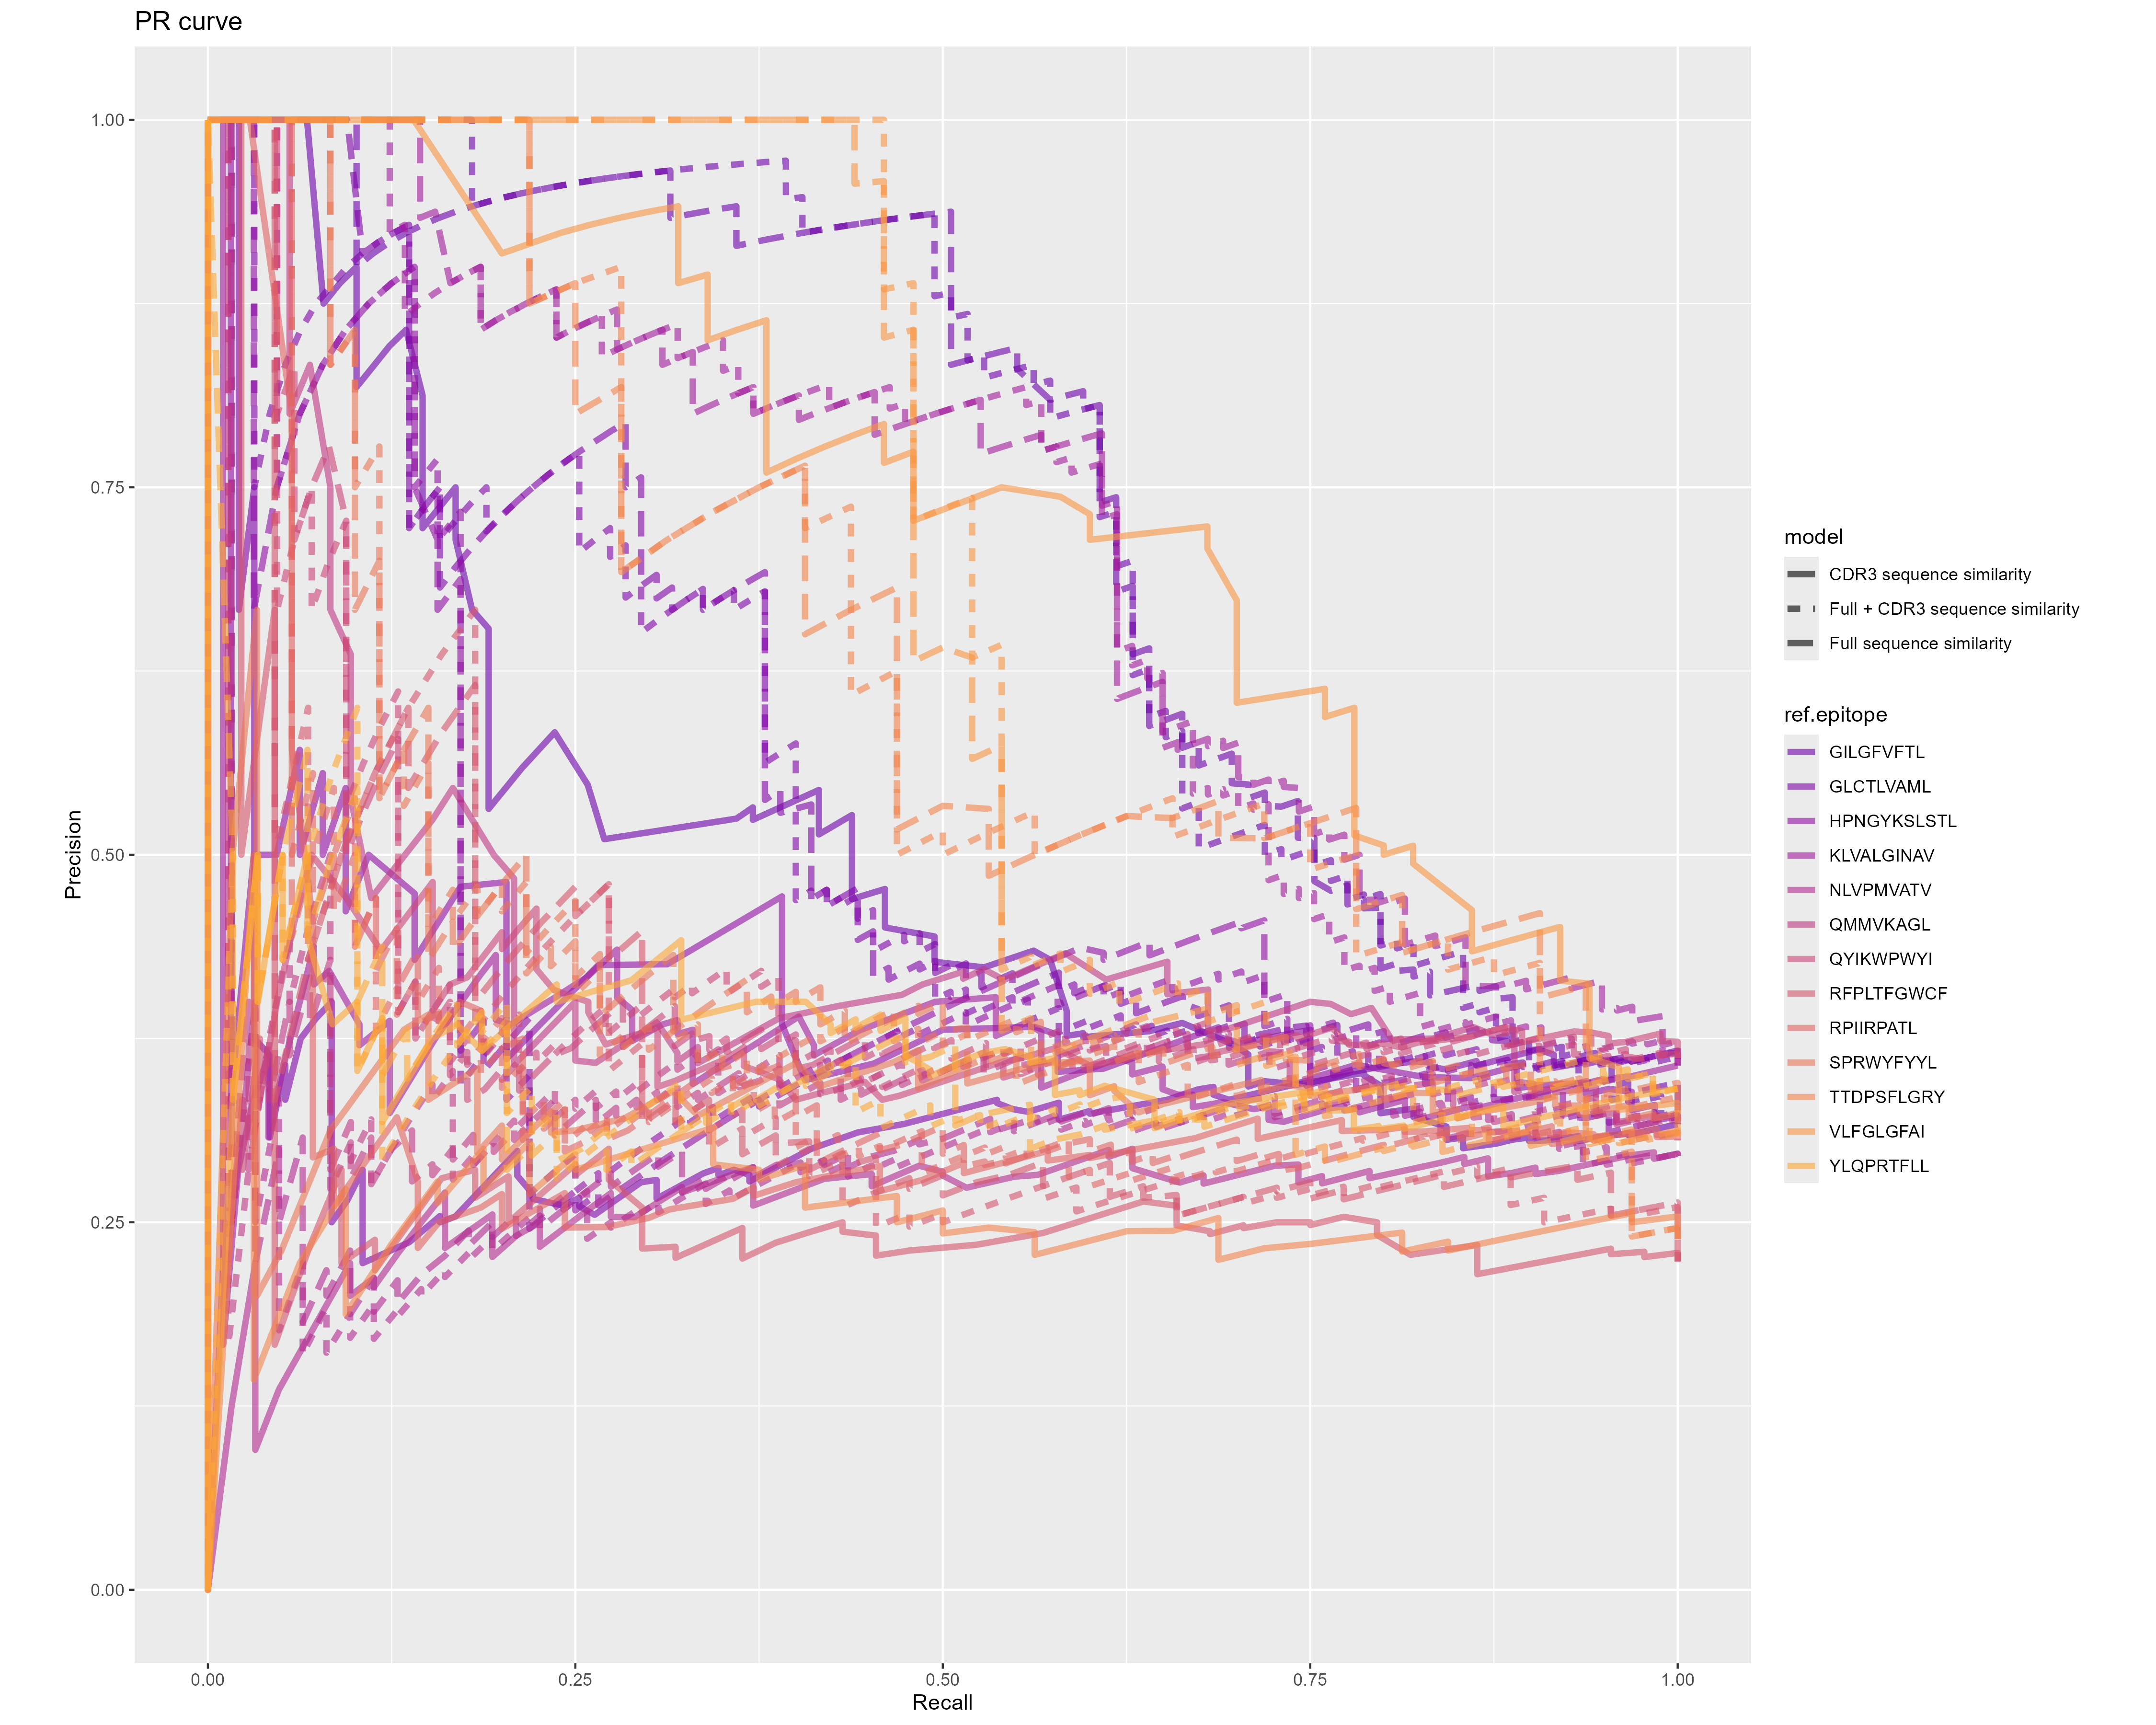 PR curve
1.00
0.75
0.50
0.25
0.00
Precision
0.00
0.25
0.50
0.75
1.00
Recall
model
CDR3 sequence similarity
Full + CDR3 sequence similarity
Full sequence similarity
ref.epitope
GILGFVFTL
GLCTLVAML
HPNGYKSLSTL
KLVALGINAV
NLVPMVATV
QMMVKAGL
QYIKWPWYI
RFPLTFGWCF
RPIIRPATL
SPRWYFYYL
TTDPSFLGRY
VLFGLGFAI
YLQPRTFLL